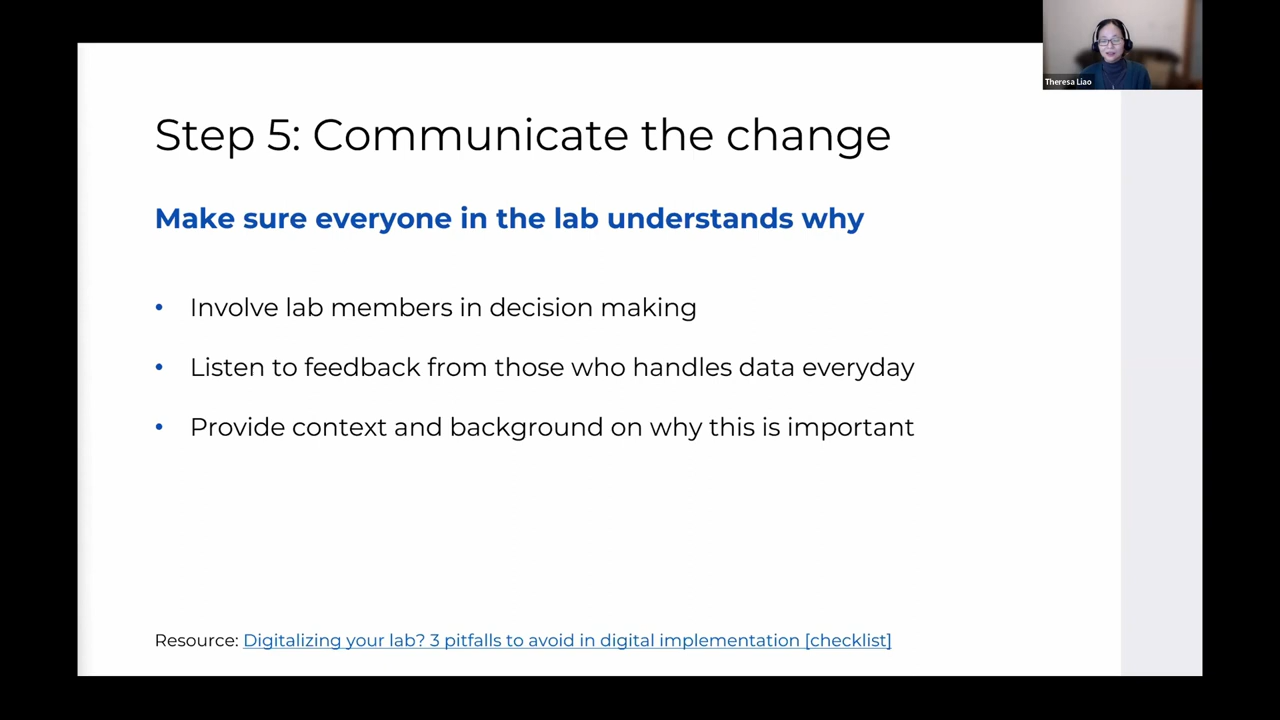 Theresa Liao
Step 5: Communicate the change
Make sure everyone in the lab understands why
• Involve lab members in decision making
• Listen to feedback from those who handles data everyday
• Provide context and background on why this is important
Resource: Digitalizing your lab? 3 pitfalls to avoid in digital implementation [checklist]